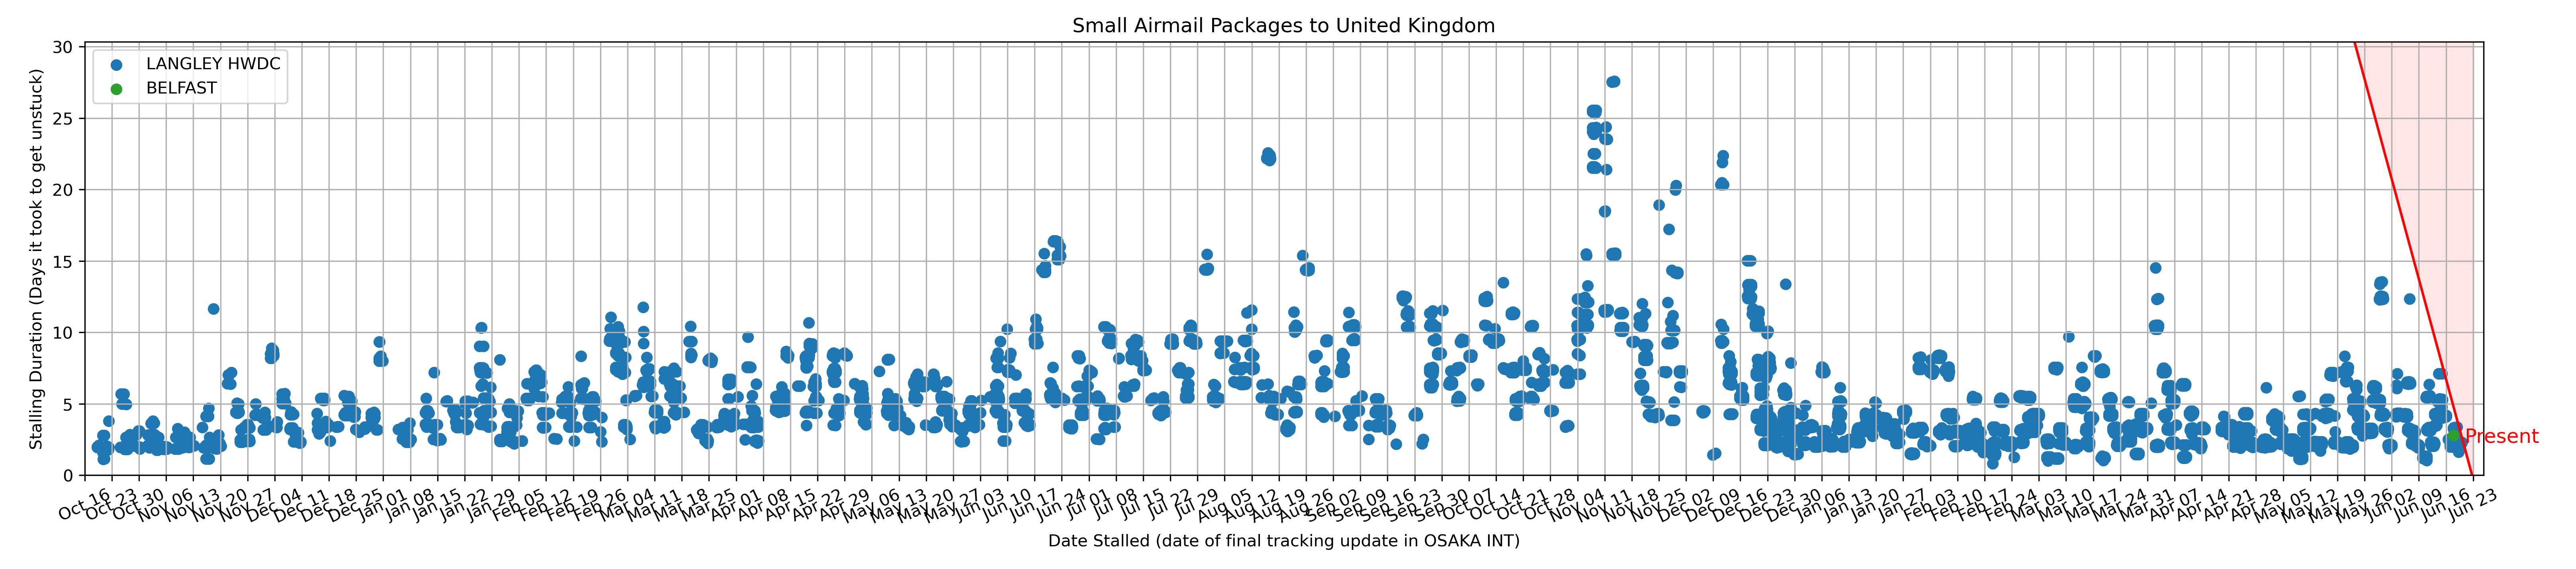 Small Airmail Packages to United Kingdom
LANGLEY HWDC
BELFAST
30
25
20
15
10
5
0
Stalling Duration (Days it took to get unstuck)
Present
Oct 16
Oct 23
Oct 30
Nov 06
Nov 13
Nov 20
Nov 27
Dec 04
Dec 11
Dec 18
Dec 25
Jan 01
Jan 08
Jan 15
Jan 22
Jan 29
Feb 05
Feb 12
Feb 19
Feb 26
Mar 04
Mar 11
Mar 18
Mar 25
Apr 01
Apr 08
Apr 15
Apr 22
Apr 29
May 06
May 13
May 20
May 27
Jun 03
Jun 10
Jun 17
Jun 24
Jul 01
Jul 08
Jul 15
Jul 22
Jul 29
Aug 05
Aug 12
Aug 19
Aug 26
Sep 02
Sep 09
Sep 16
Sep 23
Sep 30
Oct 07
Oct 14
Oct 21
Oct 28
Nov 04
Nov 11
Nov 18
Nov 25
Dec 02
Dec 09
Dec 16
Dec 23
Dec 30
Jan 06
Jan 13
Jan 20
Jan 27
Feb 03
Feb 10
Feb 17
Feb 24
Mar 03
Mar 10
Mar 17
Mar 24
Mar 31
Apr 07
Apr 14
Apr 21
Apr 28
May 05
May 12
May 19
May 26
Jun 02
Jun 09
Jun 16
Jun 23
Date Stalled (date of final tracking update in OSAKA INT)